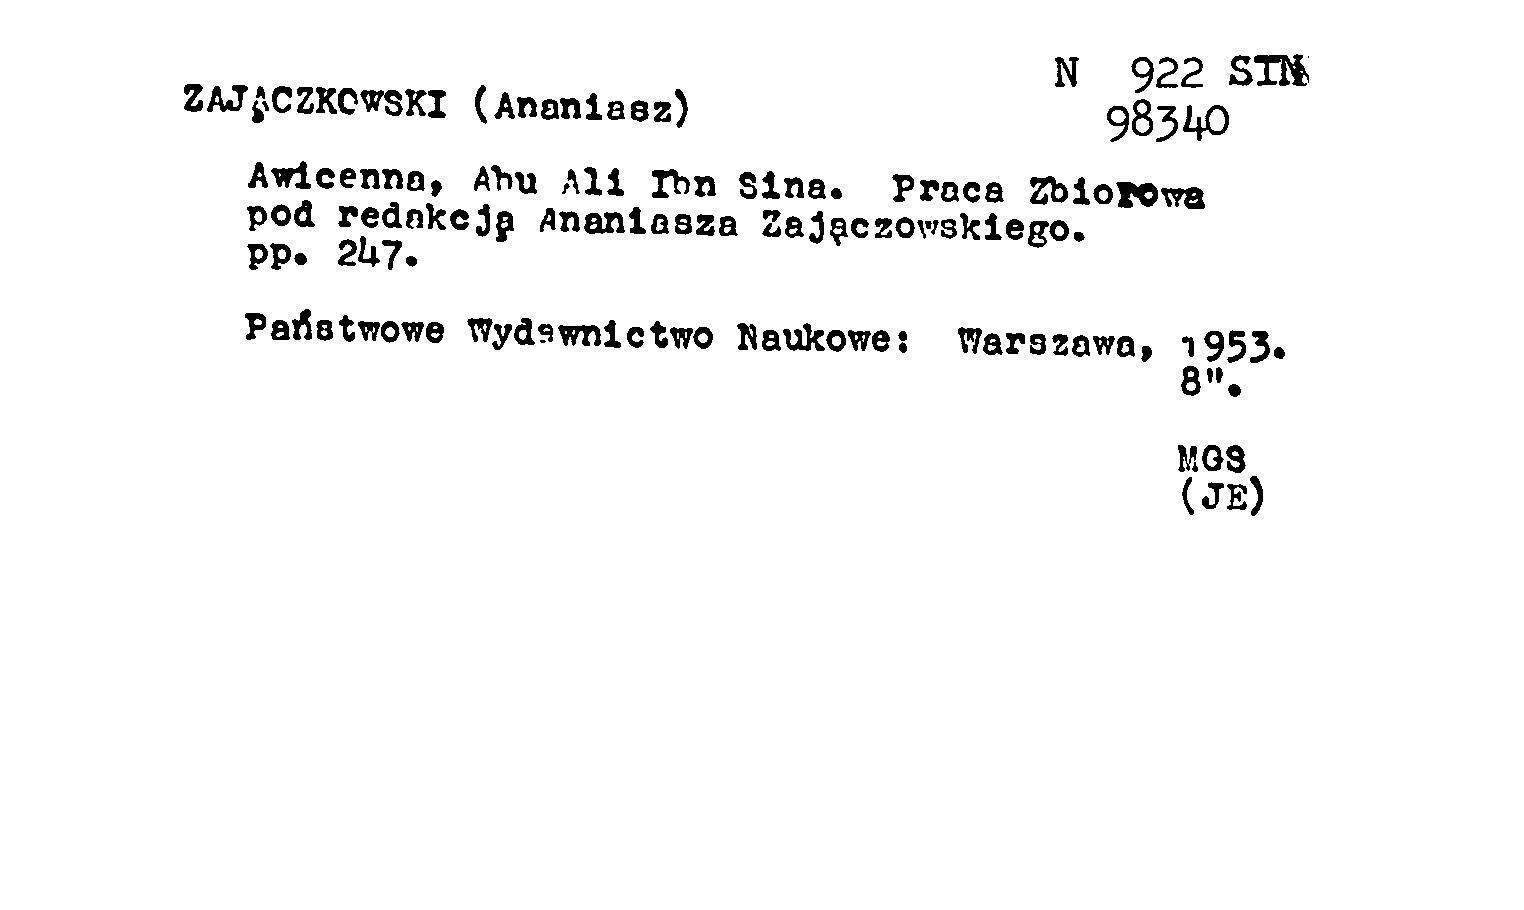 N 922 SIN
ZAJĄCZKOWSKI (Ananiasz)
98340
Awicenna, Abu Ali Ibn Sina. Praca Zbiorowa
pod redakcją Ananiasza Zajączowskiego.
pp. 247.
Państwowe Wydawnictwo Naukowe: Warszawa, 1953.
8".
MGS
(JE)